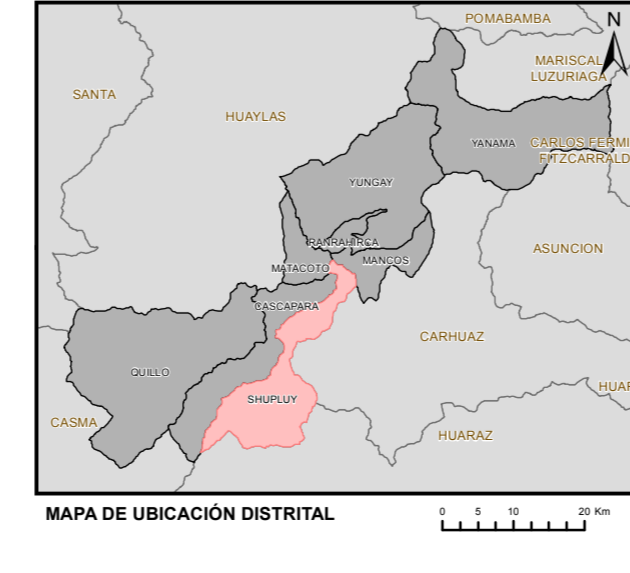 POMABAMBA
N
MARISCAL
LUZURIAGA
SANTA
HUAYLAS
YANAMA
CARLOS FERMI
FITZCARRALD
YUNGAY
RANRAHIRCA
ASUNCION
MATACOTO
MANCOS
CASCAPARA
CARHUAZ
QUILLO
HUAR
SHUPLUY
CASMA
HUARAZ
MAPA DE UBICACIÓN DISTRITAL
0 5 10 20 Km